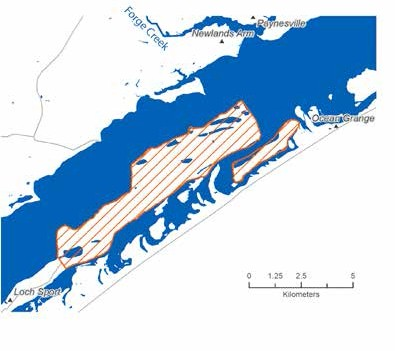 Paynesville
Forge Creek
Newlands Arm
Ocean Grange
Loch Sport
0 1.25 2.5 5
Kilometers